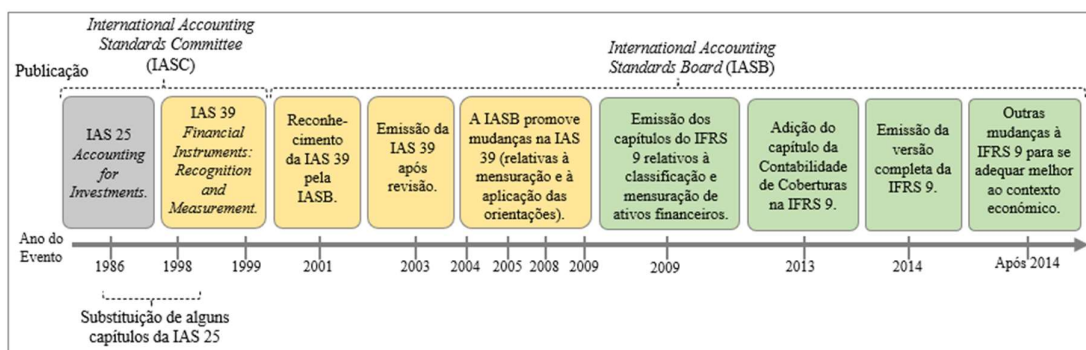 International Accounting
Standards Committee
(IASC)
International Accounting
Standards Board (IASB)
Publicação
IAS 25
Accounting
for
Investments.
IAS 39
Financial
Instruments:
Recognition
and
Measurement.
Reconhe-
cimento
da IAS 39
pela
IASB.
Emissão da
IAS 39
após
revisão.
A IASB promove
mudanças na IAS
39 (relativas à
mensuração e à
aplicação das
orientações).
Emissão dos
capítulos do IFRS
9 relativos à
classificação e
mensuração de
ativos financeiros.
Adição do
capítulo da
Contabilidade
de Coberturas
na IFRS 9.
Emissão da
versão
completa da
IFRS 9.
Outras
mudanças à
IFRS 9 para se
adequar melhor
ao contexto
económico.
Ano do
Evento
1986
1998
1999
2001
2003
2004
2005
2008
2009
2009
2013
2014
Após 2014
Substituição de alguns
capítulos da IAS 25